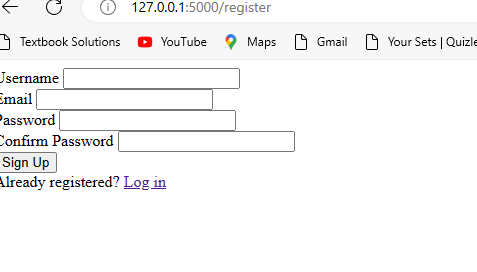 127.0.0.1:5000/register
Textbook Solutions YouTube Maps Gmail Your Sets | Quizle
Username
Email
Password
Confirm Password
Sign Up
Already registered? Log in